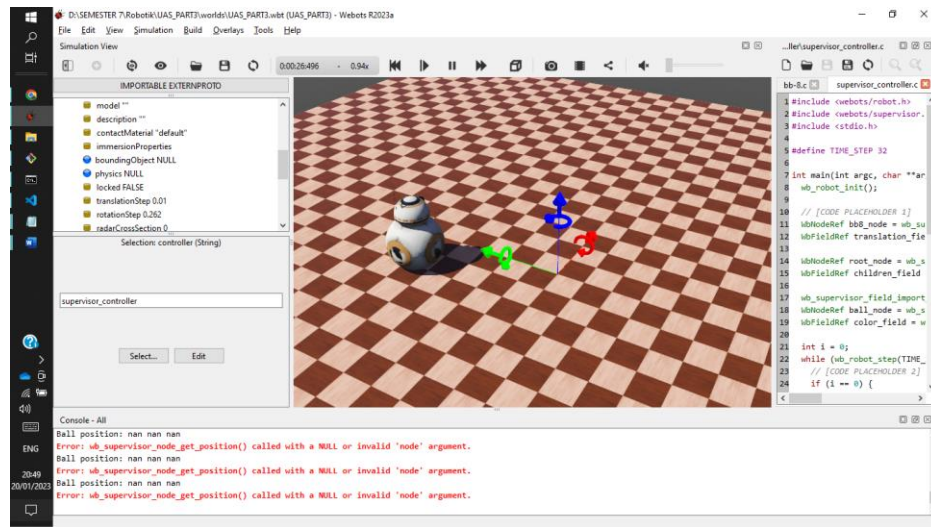 D:\SEMESTER 7\Robotik\UAS_PART3\worlds\UAS_PART3.wbt (UAS_PART3) - Webots R2023a
File Edit View Simulation Build Overlays Tools Help
Simulation View
...ller\supervisor_controller.c
0:00:26:496 - 0.94x
IMPORTABLE EXTERNPROTO
bb-8.c supervisor_controller.c
model ""
description ""
contactMaterial "default"
immersionProperties
boundingObject NULL
physics NULL
locked FALSE
translationStep 0.01
rotationStep 0.262
radarCrossSection 0
Selection: controller (String)
supervisor_controller
Select... Edit
1 #include <webots/robot.h>
2 #include <webots/supervisor.
3 #include <stdio.h>
4
5 #define TIME_STEP 32
6
7 int main(int argc, char **ar
8 wb_robot_init();
9
10 // [CODE PLACEHOLDER 1]
11 WbNodeRef bb8_node = wb_su
12 WbFieldRef translation_fie
13
14 WbNodeRef root_node = wb_s
15 WbFieldRef children_field
16
17 wb_supervisor_field_import
18 WbNodeRef ball_node = wb_s
19 WbFieldRef color_field = w
20
21 int i = 0;
22 while (wb_robot_step(TIME_
23 // [CODE PLACEHOLDER 2]
24 if (i == 0) {
Console - All
Ball position: nan nan nan
Error: wb_supervisor_node_get_position() called with a NULL or invalid 'node' argument.
Ball position: nan nan nan
Error: wb_supervisor_node_get_position() called with a NULL or invalid 'node' argument.
Ball position: nan nan nan
Error: wb_supervisor_node_get_position() called with a NULL or invalid 'node' argument.
ENG
20:49
20/01/2023